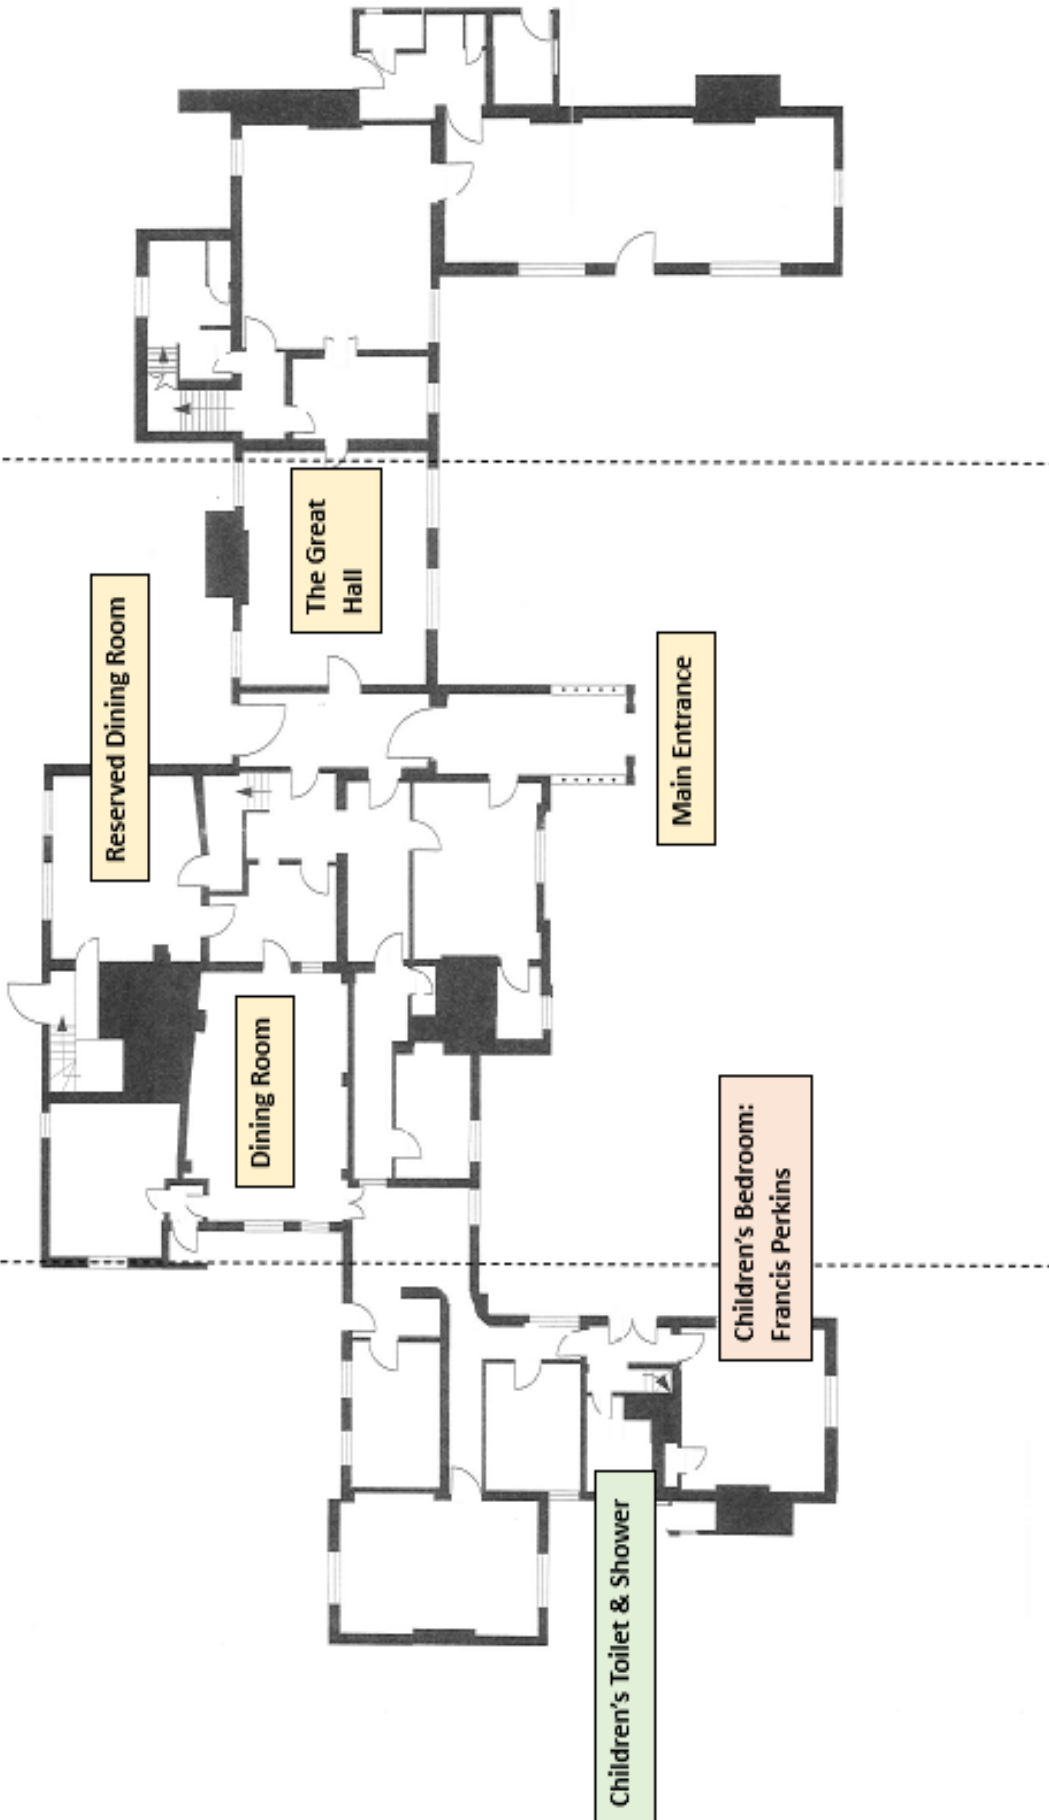 Reserved Dining Room
The Great
Hall
Main Entrance
Dining Room
Children's Bedroom:
Francis Perkins
Children's Toilet & Shower